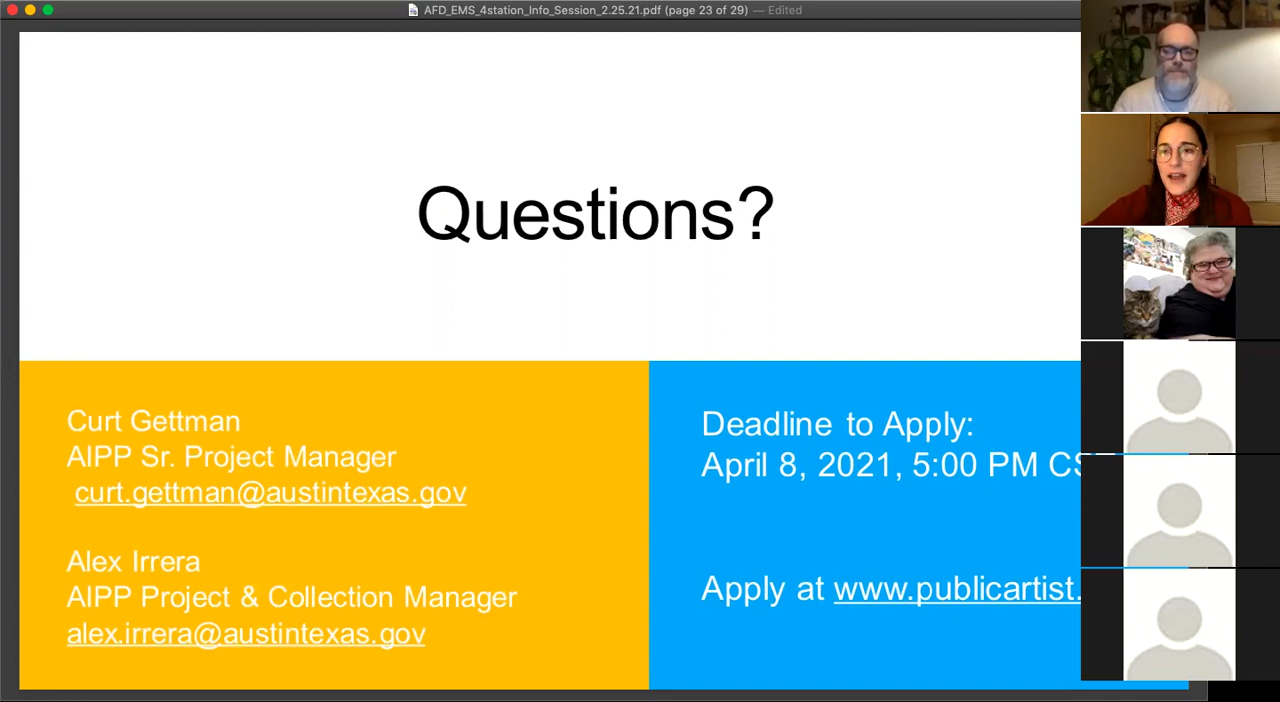 AFD_EMS_4station_Info_Session_2.25.21.pdf (page 23 of 29) — Edited
Questions?
Curt Gettman
AIPP Sr. Project Manager
curt.gettman@austintexas.gov
Alex Irrera
AIPP Project & Collection Manager
alex.irrera@austintexas.gov
Deadline to Apply:
April 8, 2021, 5:00 PM
Apply at www.publicartist.